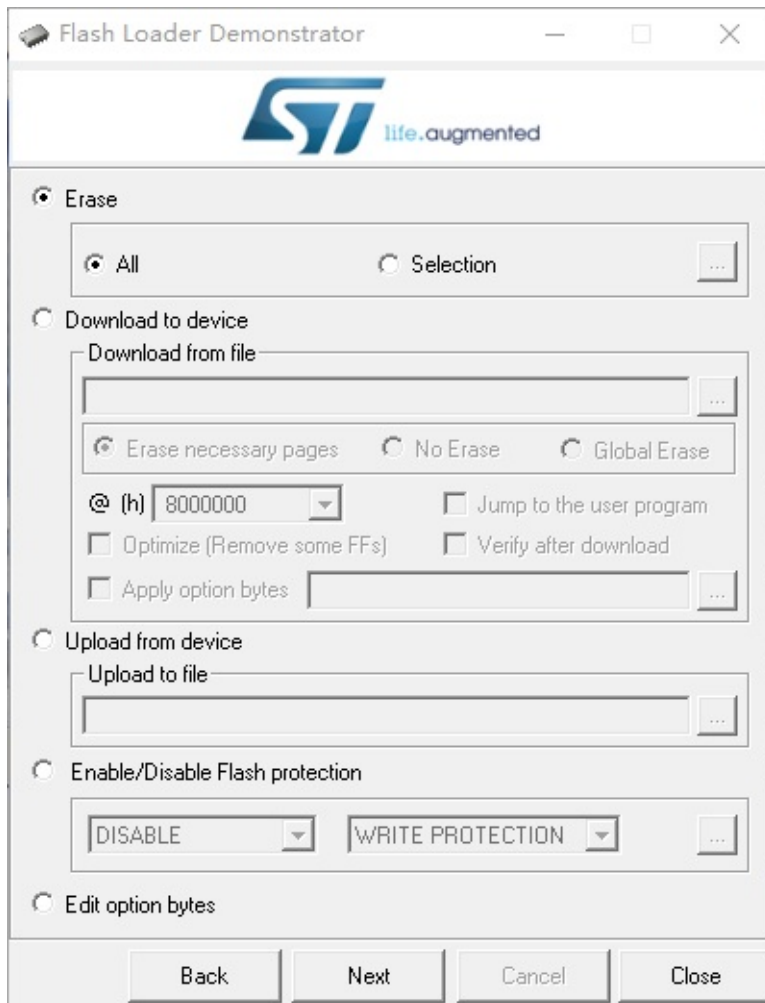 Flash Loader Demonstrator
ST life.augmented
Erase
All Selection ...
Download to device
Download from file
...
Erase necessary pages No Erase Global Erase
@ (h) 8000000 Jump to the user program
Optimize (Remove some FFs) Verify after download
Apply option bytes ...
Upload from device
Upload to file
...
Enable/Disable Flash protection
DISABLE WRITE PROTECTION ...
Edit option bytes
Back Next Cancel Close